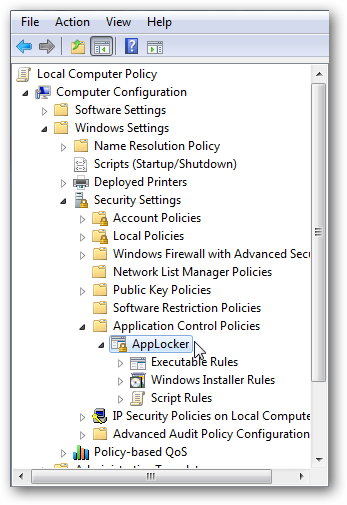 File Action View Help
Local Computer Policy
Computer Configuration
Software Settings
Windows Settings
Name Resolution Policy
Scripts (Startup/Shutdown)
Deployed Printers
Security Settings
Account Policies
Local Policies
Windows Firewall with Advanced Secu
Network List Manager Policies
Public Key Policies
Software Restriction Policies
Application Control Policies
AppLocker
Executable Rules
Windows Installer Rules
Script Rules
IP Security Policies on Local Compute
Advanced Audit Policy Configuration
Policy-based QoS